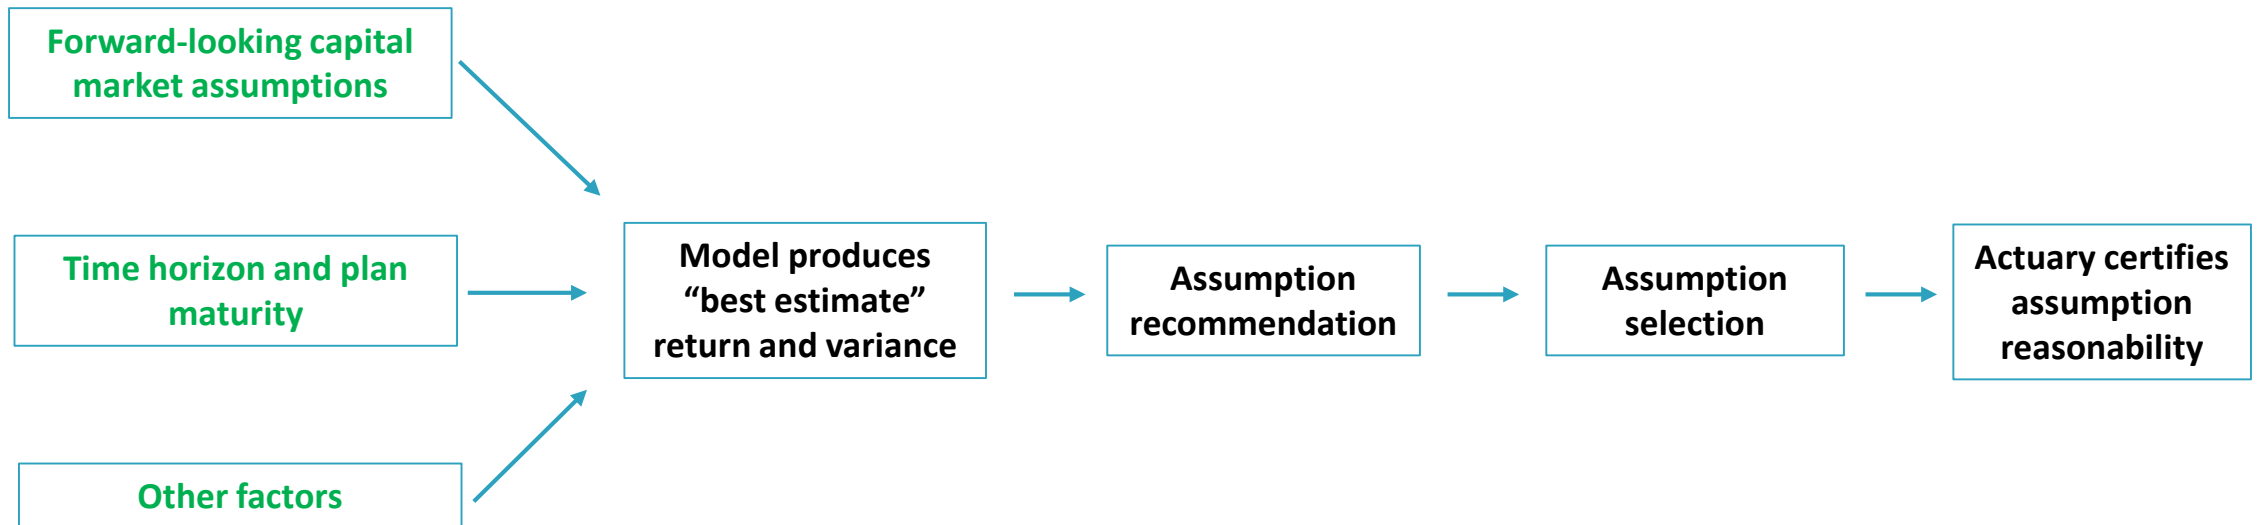 Forward-looking capital
market assumptions
Time horizon and plan
maturity
Other factors
Model produces
“best estimate”
return and variance
Assumption
recommendation
Assumption
selection
Actuary certifies
assumption
reasonability